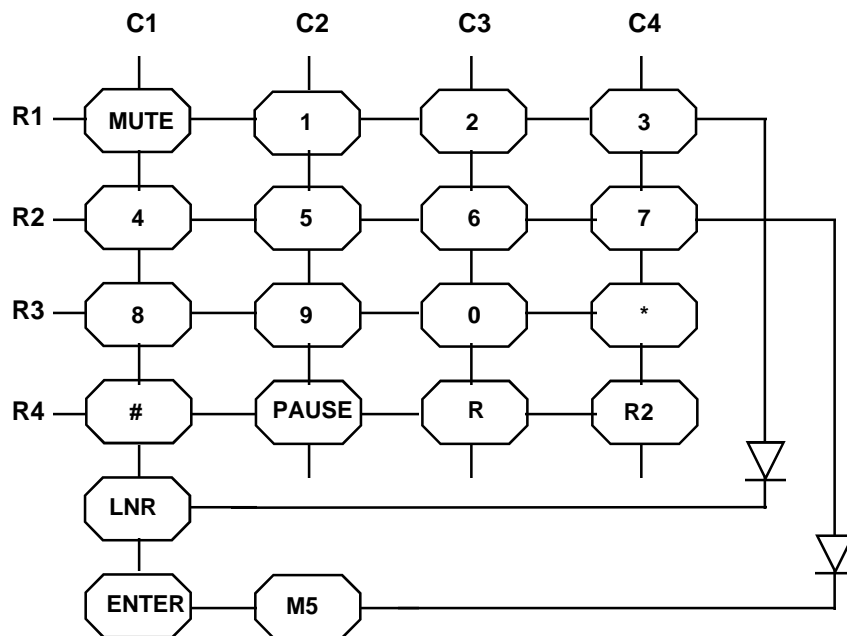 C1 C2 C3 C4
R1 MUTE 1 2 3
R2 4 5 6 7
R3 8 9 0 *
R4 # PAUSE R R2
LNR
ENTER M5